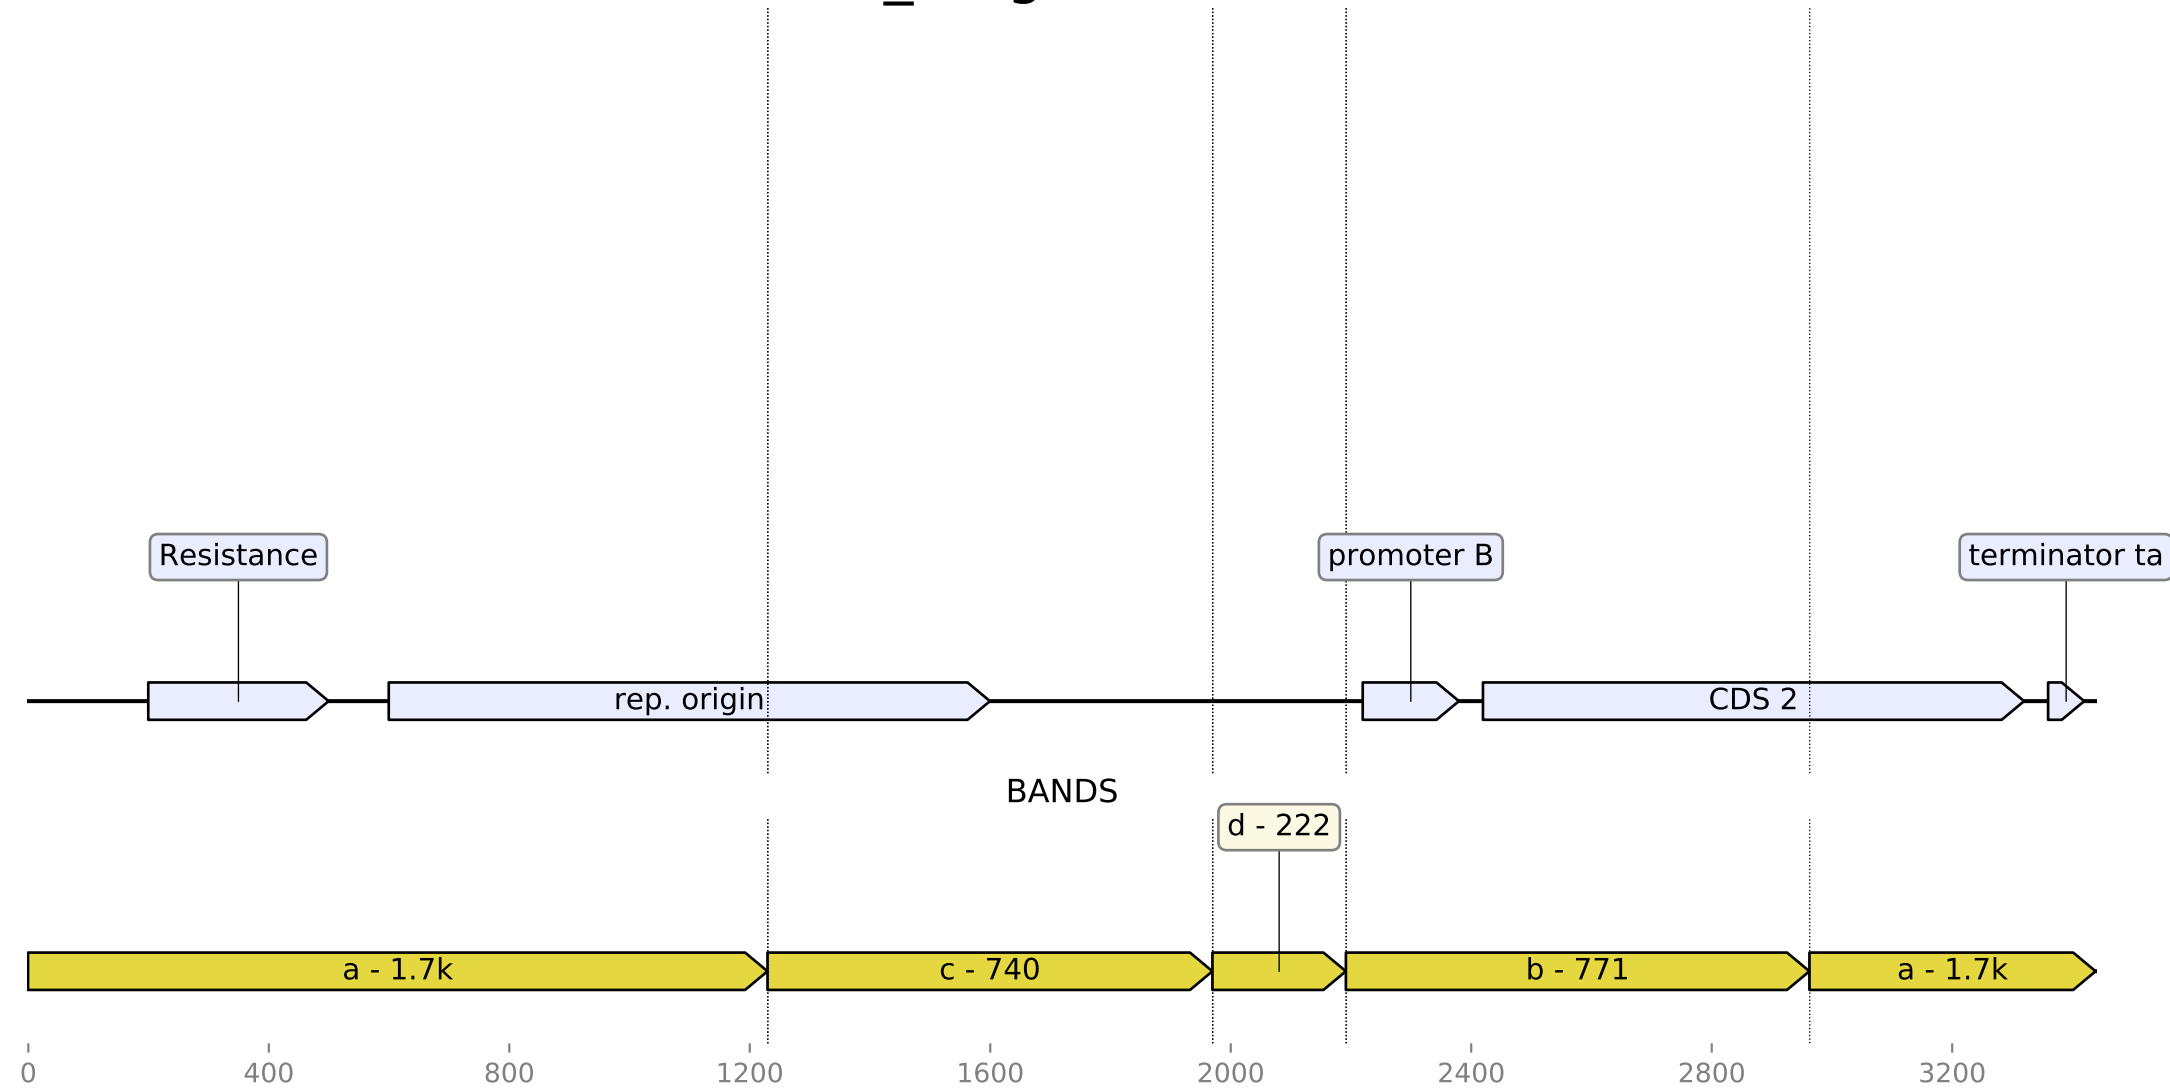 Resistance
promoter B
terminator ta
rep. origin
CDS 2
BANDS
d - 222
a - 1.7k
c - 740
b - 771
a - 1.7k
0
400
800
1200
1600
2000
2400
2800
3200